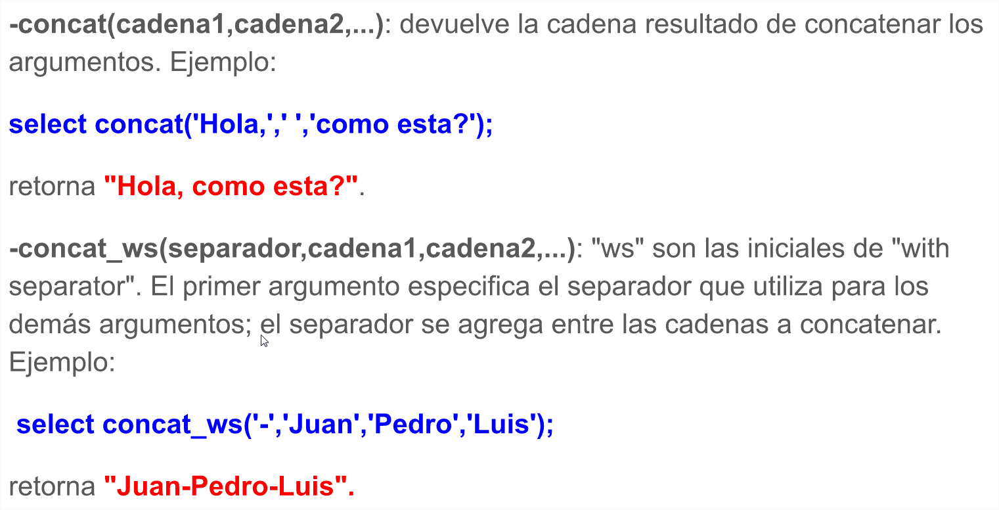 -concat(cadena1,cadena2,...): devuelve la cadena resultado de concatenar los
argumentos. Ejemplo:
select concat('Hola,',' ','como esta?');
retorna "Hola, como esta?".
-concat_ws(separador,cadena1,cadena2,...): "ws" son las iniciales de "with
separator". El primer argumento especifica el separador que utiliza para los
demás argumentos; el separador se agrega entre las cadenas a concatenar.
Ejemplo:
select concat_ws('-','Juan','Pedro','Luis');
retorna "Juan-Pedro-Luis".